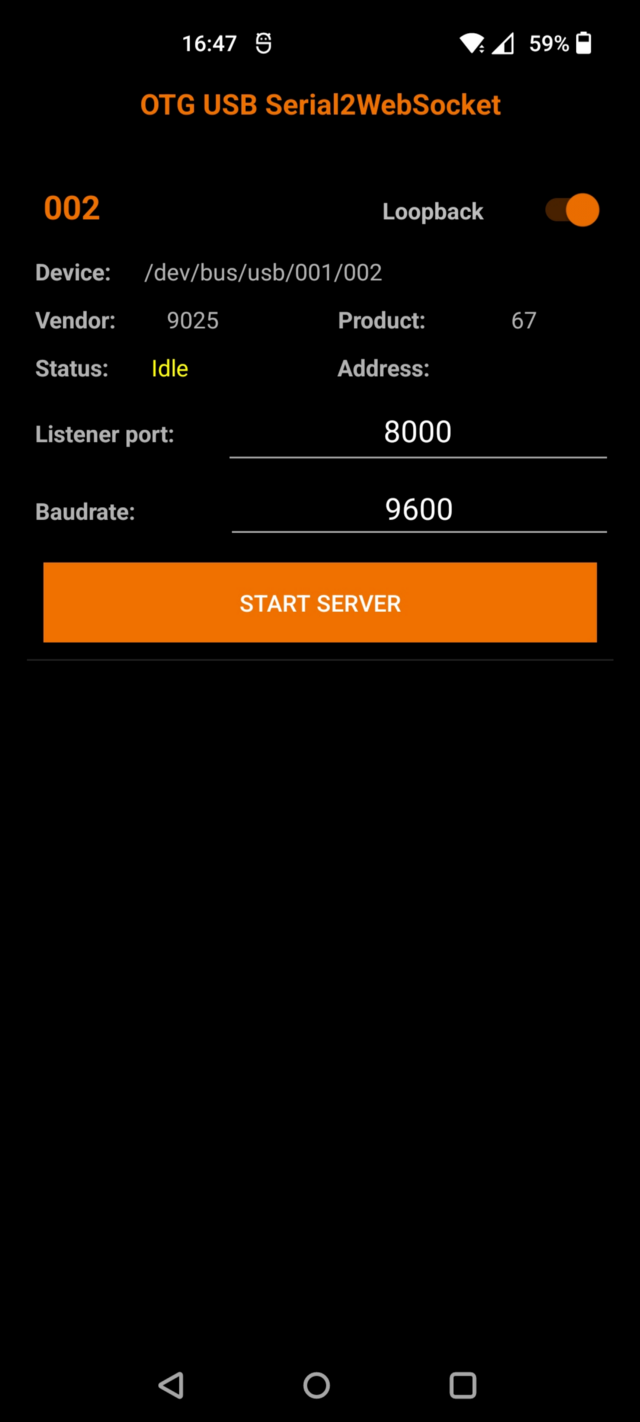 16:47 59%
OTG USB Serial2WebSocket
002 Loopback
Device: /dev/bus/usb/001/002
Vendor: 9025 Product: 67
Status: Idle Address:
Listener port: 8000
Baudrate: 9600
START SERVER